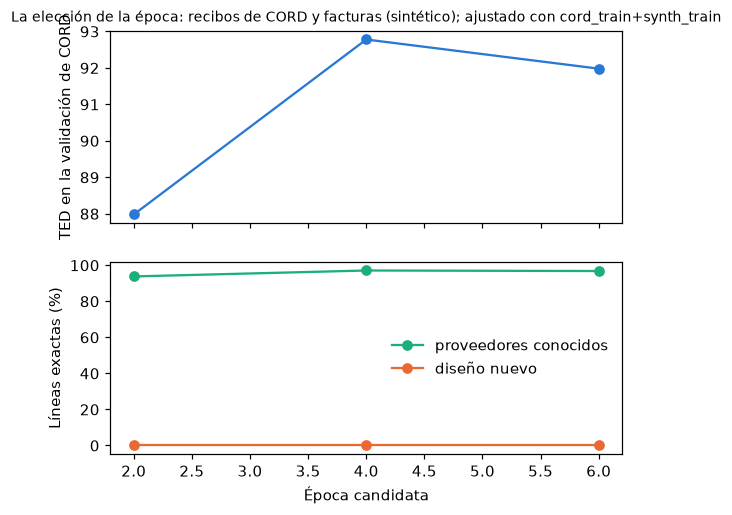 La elección de la época: recibos de CORD y facturas (sintético); ajustado con cord_train+synth_train
TED en la validación de CORD
93
92
91
90
89
88
Líneas exactas (%)
100
80
60
40
20
0
proveedores conocidos
diseño nuevo
2.0 2.5 3.0 3.5 4.0 4.5 5.0 5.5 6.0
Época candidata